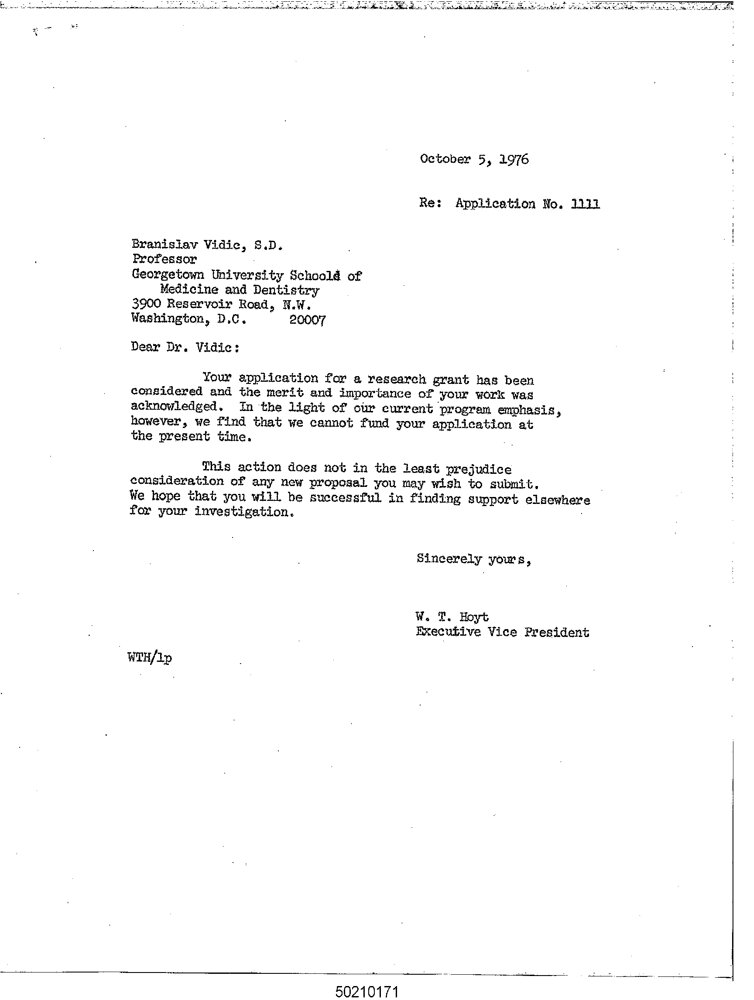 October 5, 1976
Re: Application No. 1111
Branislav Vidic, S.D.
Professor
Georgetown University Schools of
Medicine and Dentistry
3900 Reservoir Road, N.W.
Washington, D.C. 20007
Dear Dr. Vidic:
Your application for a research grant has been
considered and the merit and importance of your work was
acknowledged. In the light of our current program emphasis,
however, we find that we cannot fund your application at
the present time.
This action does not in the least prejudice
consideration of any new proposal you may wish to submit.
We hope that you will be successful in finding support elsewhere
for your investigation.
Sincerely yours,
W. T. Hoyt
Executive Vice President
WTH/lp
50210171